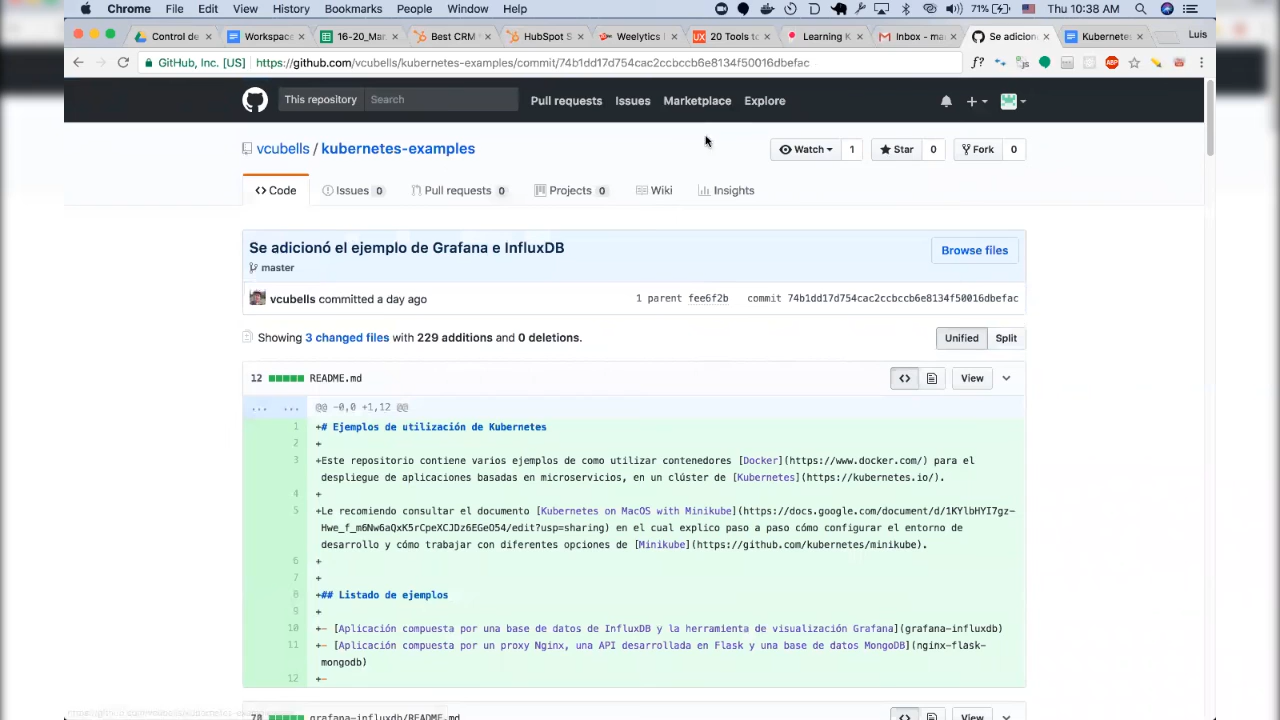 Chrome File Edit View History Bookmarks People Window Help 71% Thu 10:38 AM
Control de Workspace 16-20_Mar Best CRM HubSpot S Weelytics 20 Tools to Learning K Inbox - ma Se adicio Kubernete Luis
GitHub, Inc. [US] https://github.com/vcubells/kubernetes-examples/commit/74b1dd17d754cac2ccbccb6e8134f50016dbefac
This repository Search Pull requests Issues Marketplace Explore
vcubells / kubernetes-examples Watch 1 Star 0 Fork 0
Code Issues 0 Pull requests 0 Projects 0 Wiki Insights
Se adicionó el ejemplo de Grafana e InfluxDB Browse files
master
vcubells committed a day ago 1 parent fee6f2b commit 74b1dd17d754cac2ccbccb6e8134f50016dbefac
Showing 3 changed files with 229 additions and 0 deletions. Unified Split
12 README.md <> View
... ... @@ -0,0 +1,12 @@
1 +# Ejemplos de utilización de Kubernetes
2 +
3 +Este repositorio contiene varios ejemplos de como utilizar contenedores [Docker](https://www.docker.com/) para el
despliegue de aplicaciones basadas en microservicios, en un clúster de [Kubernetes](https://kubernetes.io/).
4 +
5 +Le recomiendo consultar el documento [Kubernetes on MacOS with Minikube](https://docs.google.com/document/d/1KYlbHYI7gz-
Hwe_f_m6Nw6aQxK5rCpeXCJDz6EGeO54/edit?usp=sharing) en el cual explico paso a paso cómo configurar el entorno de
desarrollo y cómo trabajar con diferentes opciones de [Minikube](https://github.com/kubernetes/minikube).
6 +
7 +
8 +## Listado de ejemplos
9 +
10 +- [Aplicación compuesta por una base de datos de InfluxDB y la herramienta de visualización Grafana](grafana-influxdb)
11 +- [Aplicación compuesta por un proxy Nginx, una API desarrollada en Flask y una base de datos MongoDB](nginx-flask-
mongodb)
12 +-
grafana-influxdb/README.md <> View